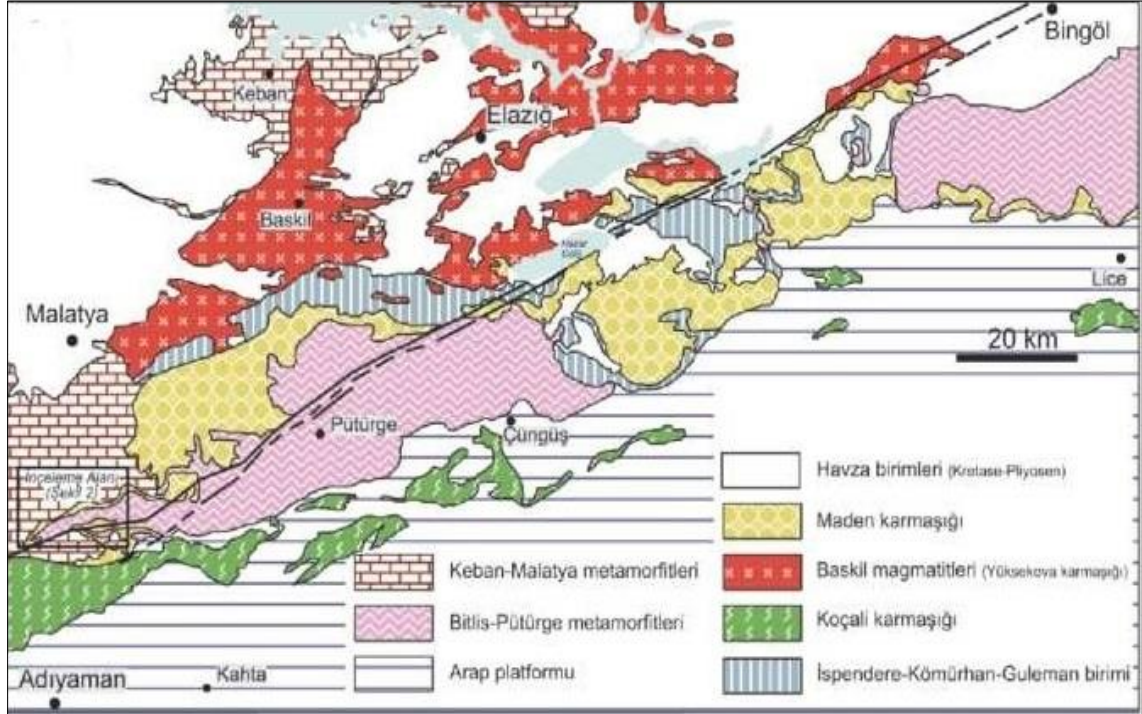 Bingöl
Keban
Elazığ
Baskil
Hazar
Gölü
Lice
Malatya
20 km
Pütürge
Çüngüş
İnceleme Alanı
(Şekil 2)
Havza birimleri (Kretase-Pliyosen)
Maden karmaşığı
Keban-Malatya metamorfitleri
Baskil magmatitleri (Yüksekova karmaşığı)
Bitlis-Pütürge metamorfitleri
Koçali karmaşığı
Arap platformu
İspendere-Kömürhan-Guleman birimi
Adıyaman
Kahta